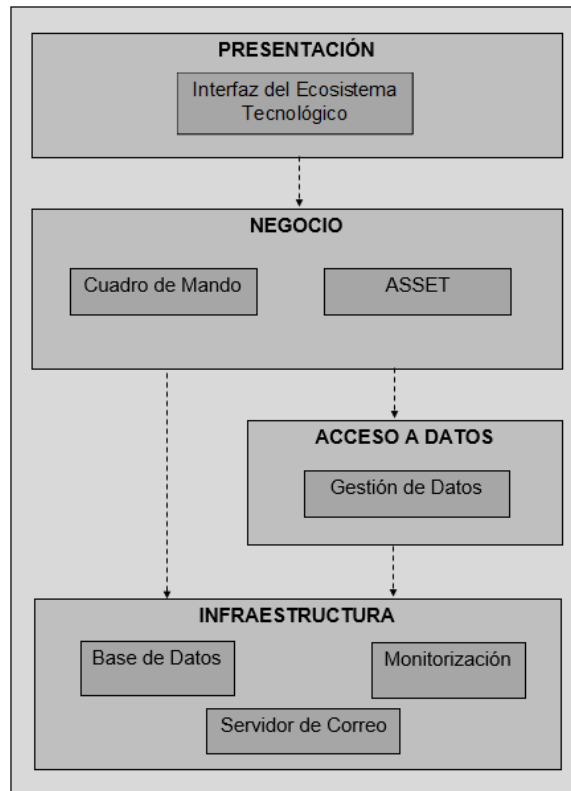 PRESENTACIÓN
Interfaz del Ecosistema
Tecnológico
NEGOCIO
Cuadro de Mando
ASSET
ACCESO A DATOS
Gestión de Datos
INFRAESTRUCTURA
Base de Datos
Monitorización
Servidor de Correo